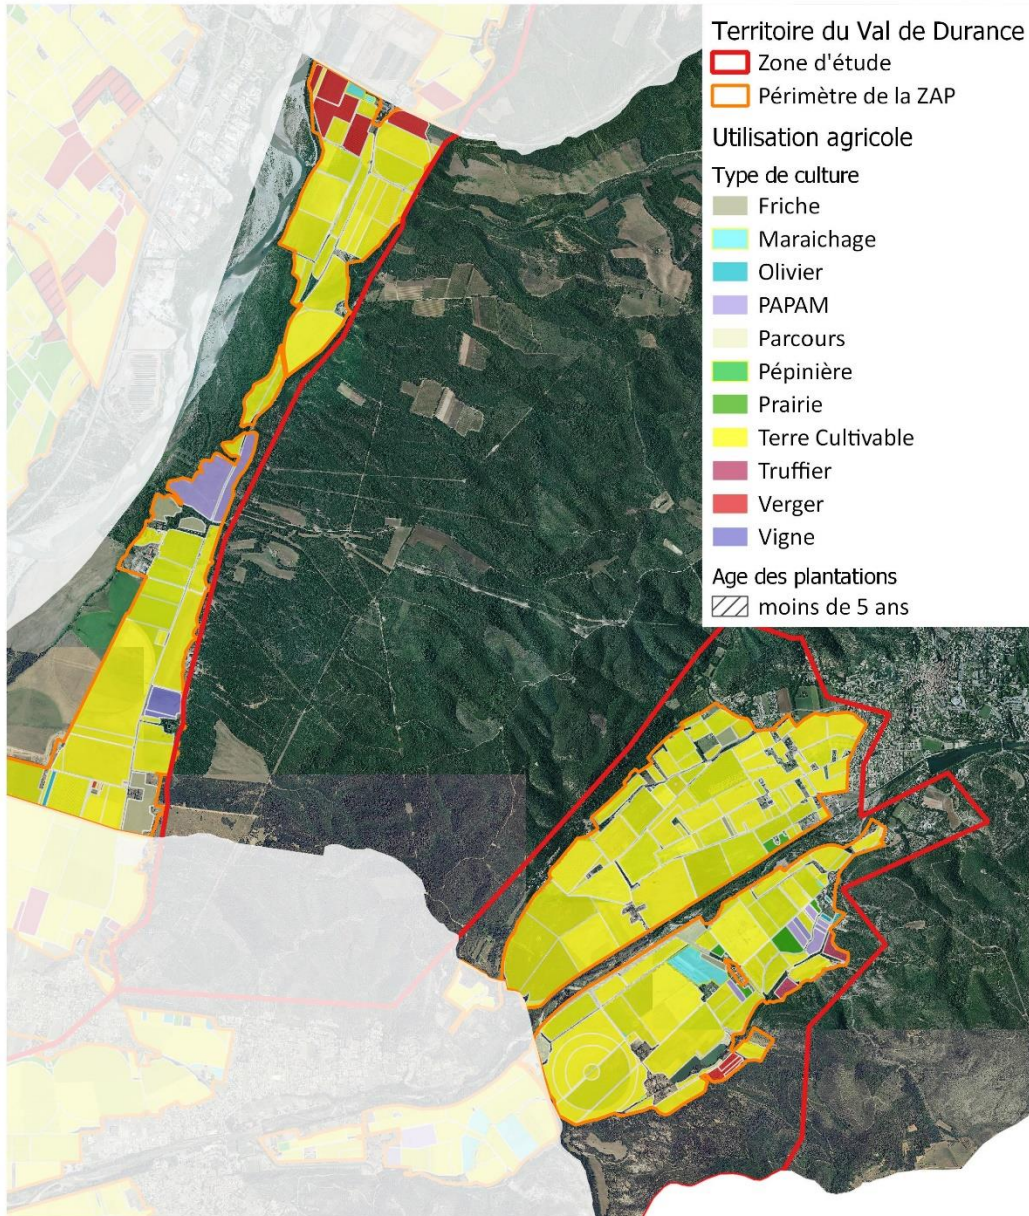 Territoire du Val de Durance
Zone d'étude
Périmètre de la ZAP
Utilisation agricole
Type de culture
Friche
Maraichage
Olivier
PAPAM
Parcours
Pépinière
Prairie
Terre Cultivable
Truffier
Verger
Vigne
Age des plantations
moins de 5 ans